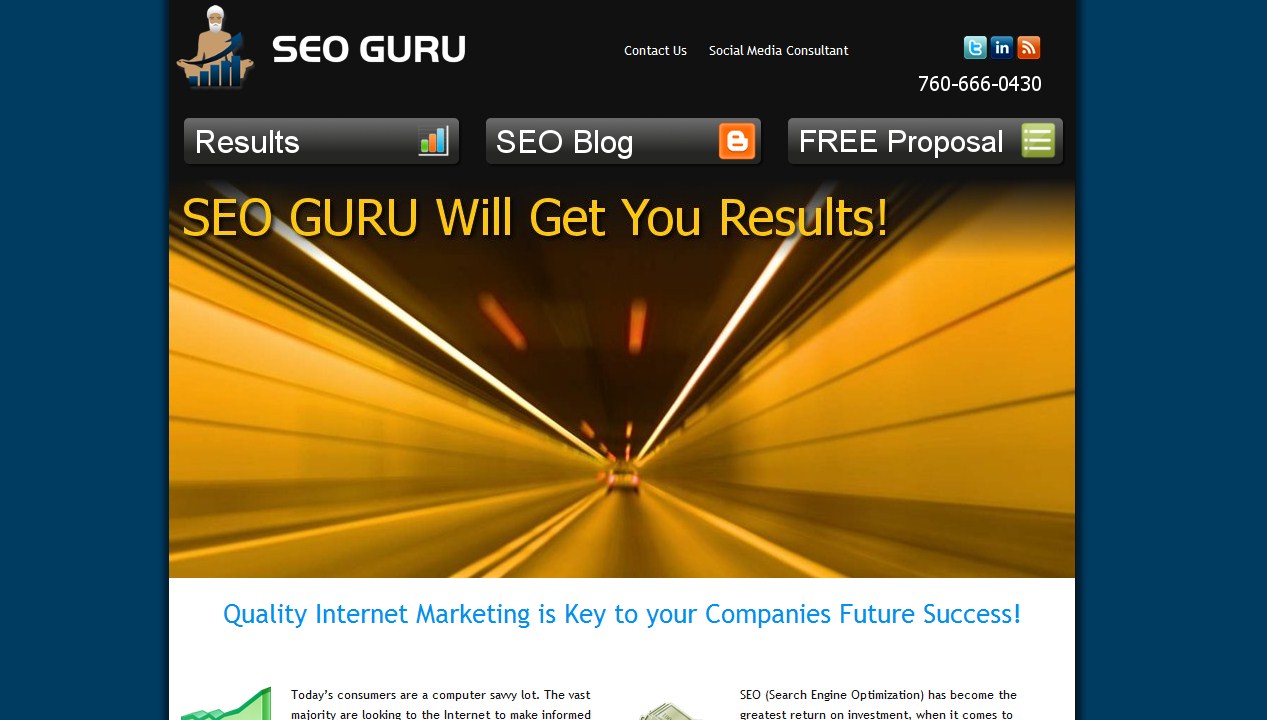 SEO GURU
Contact Us
Social Media Consultant
760-666-0430
Results
SEO Blog
FREE Proposal
SEO GURU Will Get You Results!
Quality Internet Marketing is Key to your Companies Future Success!
Today's consumers are a computer savvy lot. The vast
majority are looking to the Internet to make informed
SEO (Search Engine Optimization) has become the
greatest return on investment, when it comes to